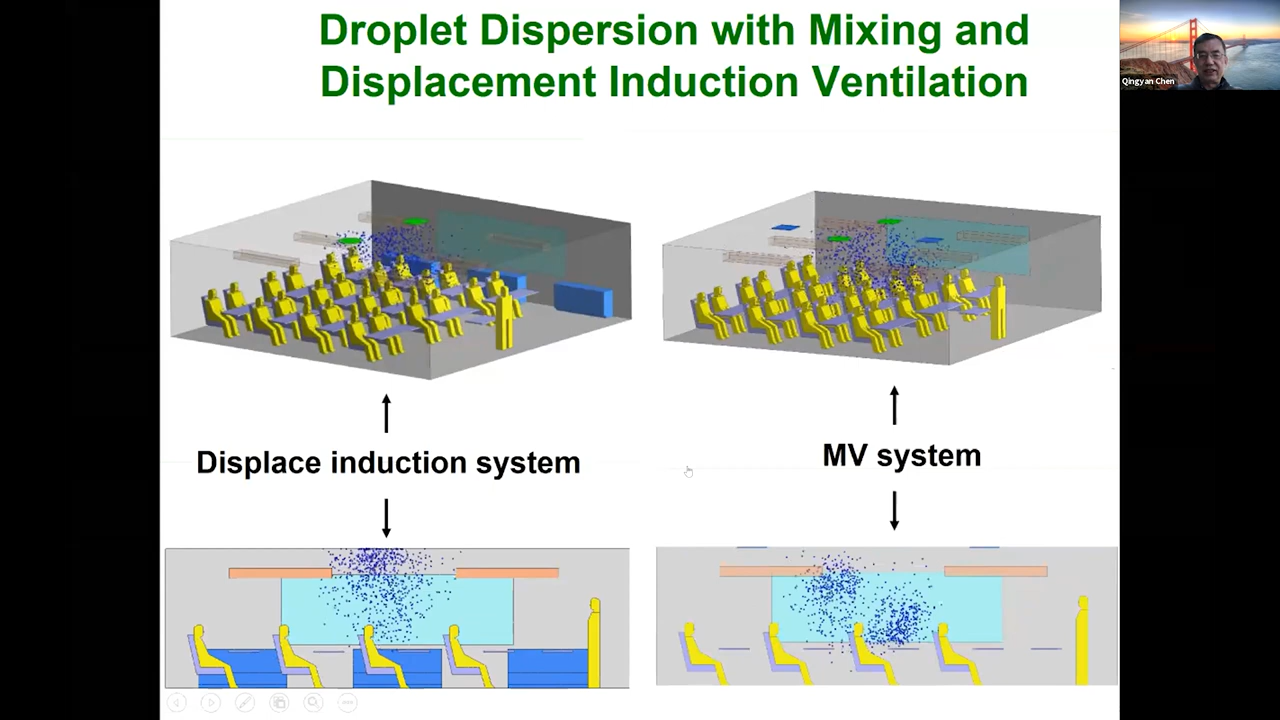 Droplet Dispersion with Mixing and
Displacement Induction Ventilation
Qingyan Chen
Displace induction system
MV system